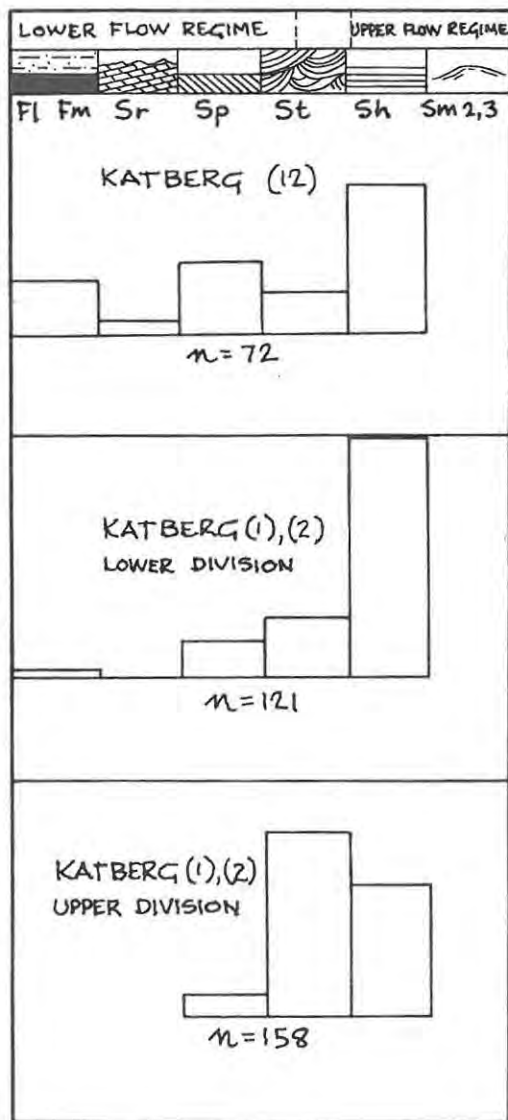 LOWER FLOW REGIME UPPER FLOW REGIME
Fl Fm Sr Sp St Sh Sm 2,3
KATBERG (12)
n=72
KATBERG (1),(2)
LOWER DIVISION
n=121
KATBERG (1),(2)
UPPER DIVISION
n=158